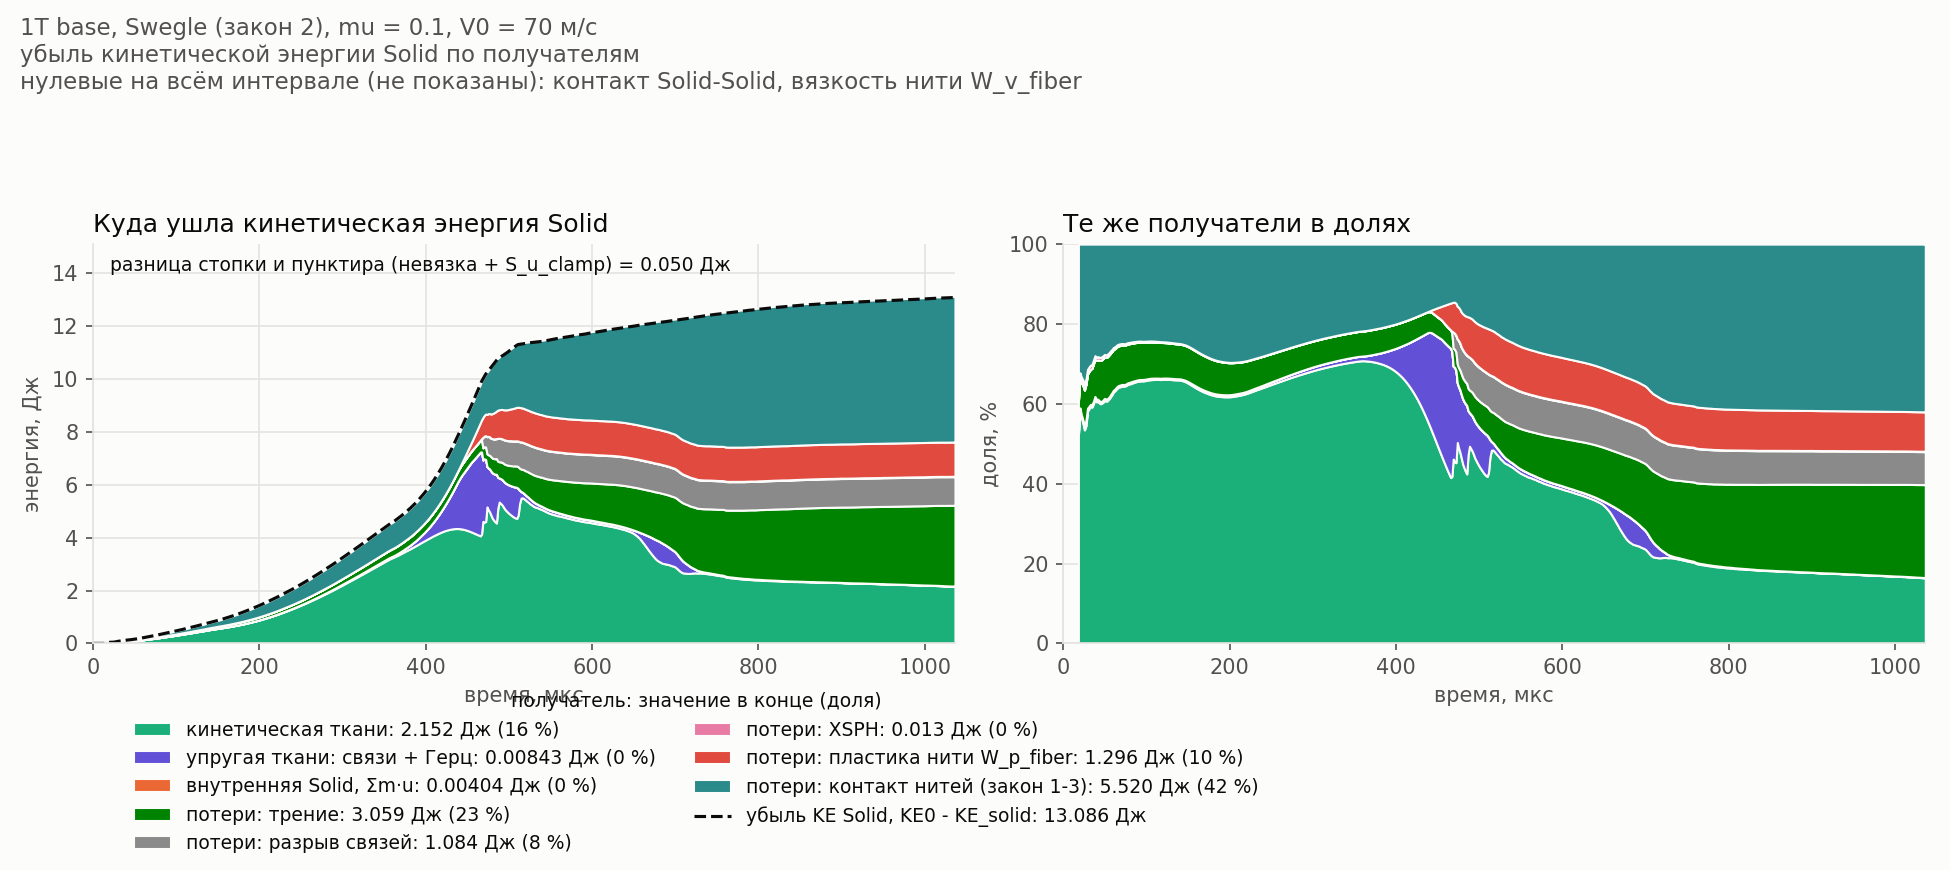 1T base, Swegle (закон 2), mu = 0.1, V0 = 70 м/с
убыль кинетической энергии Solid по получателям
нулевые на всём интервале (не показаны): контакт Solid-Solid, вязкость нити W_v_fiber
Куда ушла кинетическая энергия Solid
разница стопки и пунктира (невязка + S_u_clamp) = 0.050 Дж
энергия, Дж
14
12
10
8
6
4
2
0
0 200 400 600 800 1000
время, мкс
Те же получатели в долях
доля, %
100
80
60
40
20
0
0 200 400 600 800 1000
время, мкс
получатель: значение в конце (доля)
кинетическая ткани: 2.152 Дж (16 %)
упругая ткани: связи + Герц: 0.00843 Дж (0 %)
внутренняя Solid, Σm·u: 0.00404 Дж (0 %)
потери: трение: 3.059 Дж (23 %)
потери: разрыв связей: 1.084 Дж (8 %)
потери: XSPH: 0.013 Дж (0 %)
потери: пластика нити W_p_fiber: 1.296 Дж (10 %)
потери: контакт нитей (закон 1-3): 5.520 Дж (42 %)
убыль KE Solid, KE0 - KE_solid: 13.086 Дж